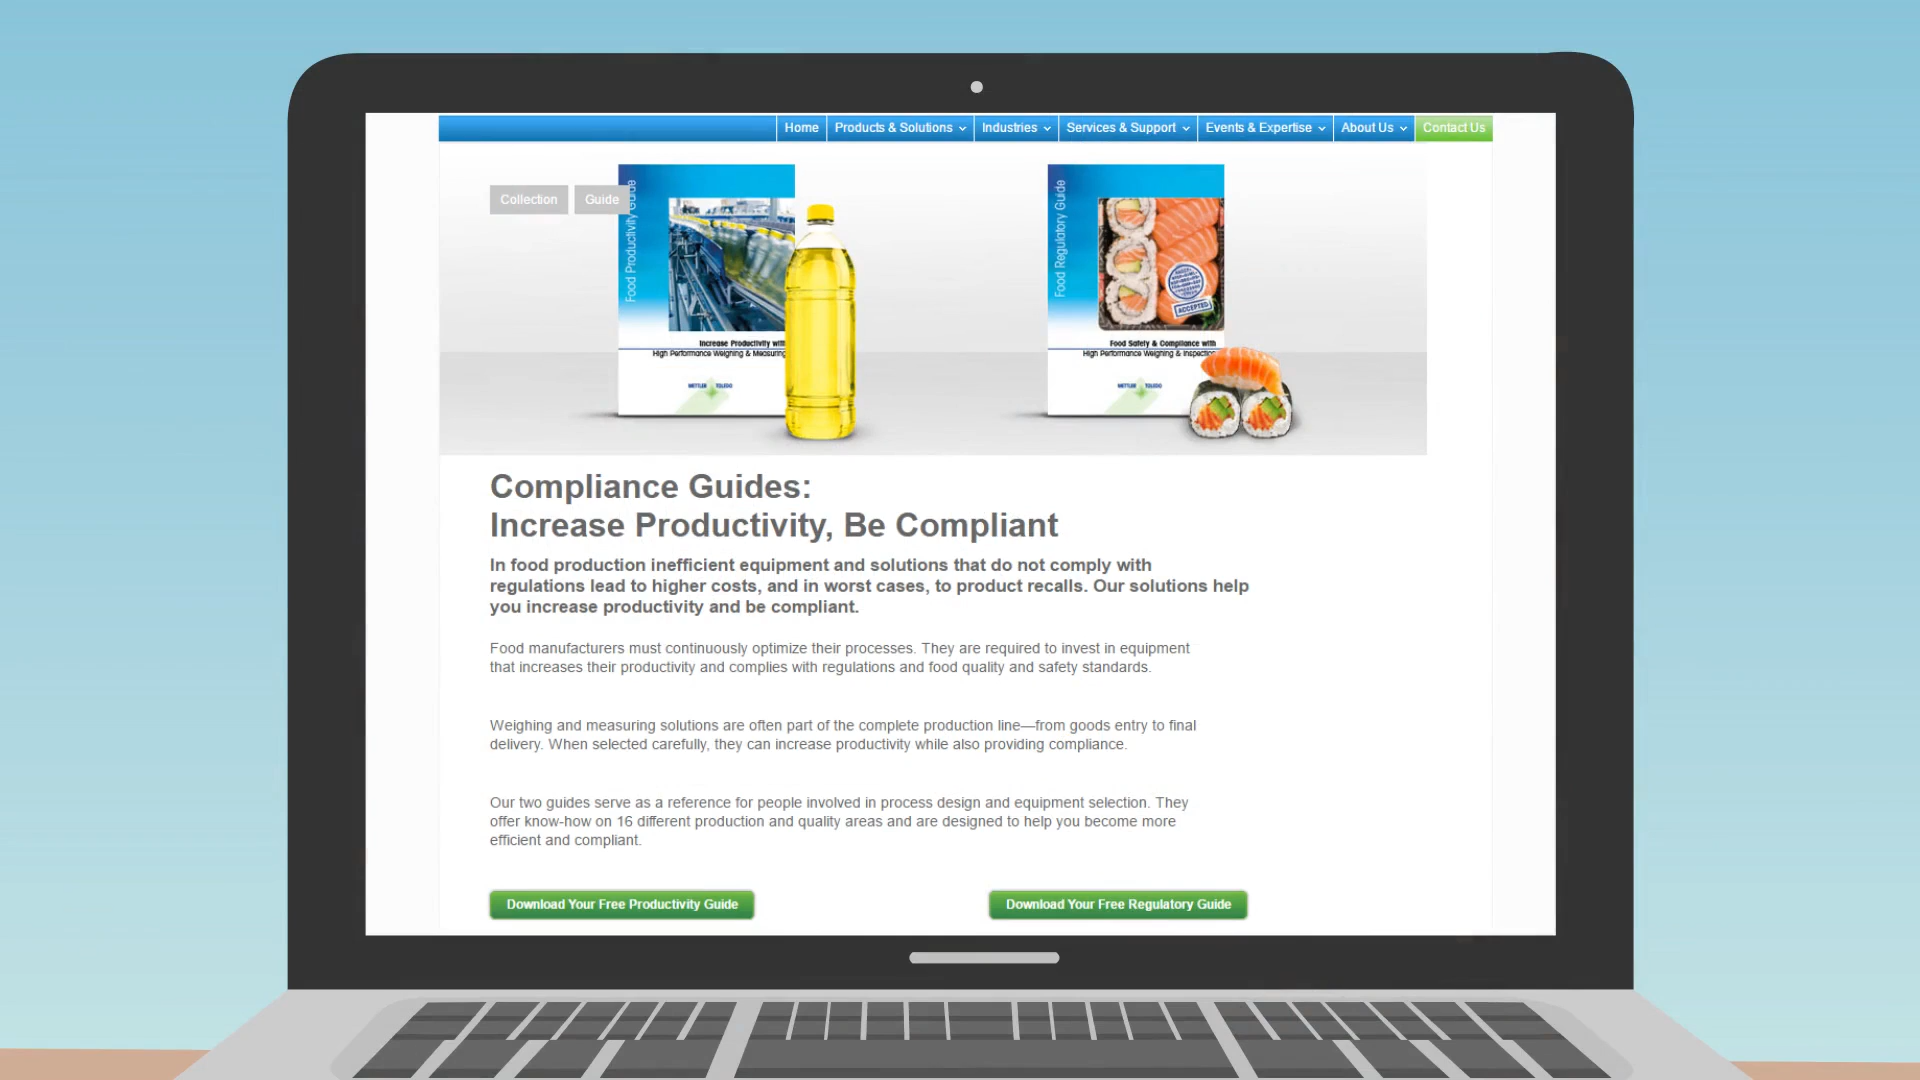 Home Products & Solutions Industries Services & Support Events & Expertise About Us Contact Us
Collection Guide
Food Productivity Guide
Increase Productivity with
High Performance Weighing & Measuring
METTLER TOLEDO
Food Regulatory Guide
ACCEPTED
Food Safety & Compliance with
High Performance Weighing & Inspection
METTLER TOLEDO
Compliance Guides:
Increase Productivity, Be Compliant
In food production inefficient equipment and solutions that do not comply with
regulations lead to higher costs, and in worst cases, to product recalls. Our solutions help
you increase productivity and be compliant.
Food manufacturers must continuously optimize their processes. They are required to invest in equipment
that increases their productivity and complies with regulations and food quality and safety standards.
Weighing and measuring solutions are often part of the complete production line—from goods entry to final
delivery. When selected carefully, they can increase productivity while also providing compliance.
Our two guides serve as a reference for people involved in process design and equipment selection. They
offer know-how on 16 different production and quality areas and are designed to help you become more
efficient and compliant.
Download Your Free Productivity Guide
Download Your Free Regulatory Guide